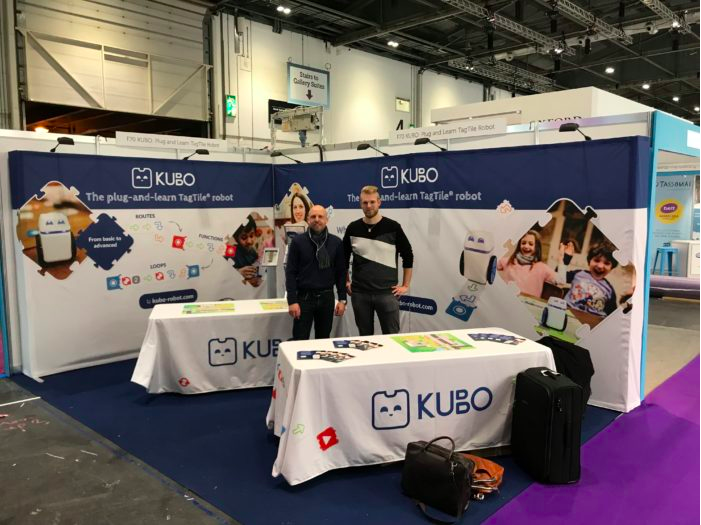 Stairs to
Gallery Suites
F70 KUBO: Plug and Learn TagTile Robot
F70 KUBO: Plug and Learn TagTile Robot
KUBO
The plug-and-learn TagTile® robot
KUBO
The plug-and-learn TagTile® robot
From basic to
advanced
ROUTES
FUNCTIONS
LOOPS
kubo-robot.com
kubo-robot.com
KUBO
KUBO